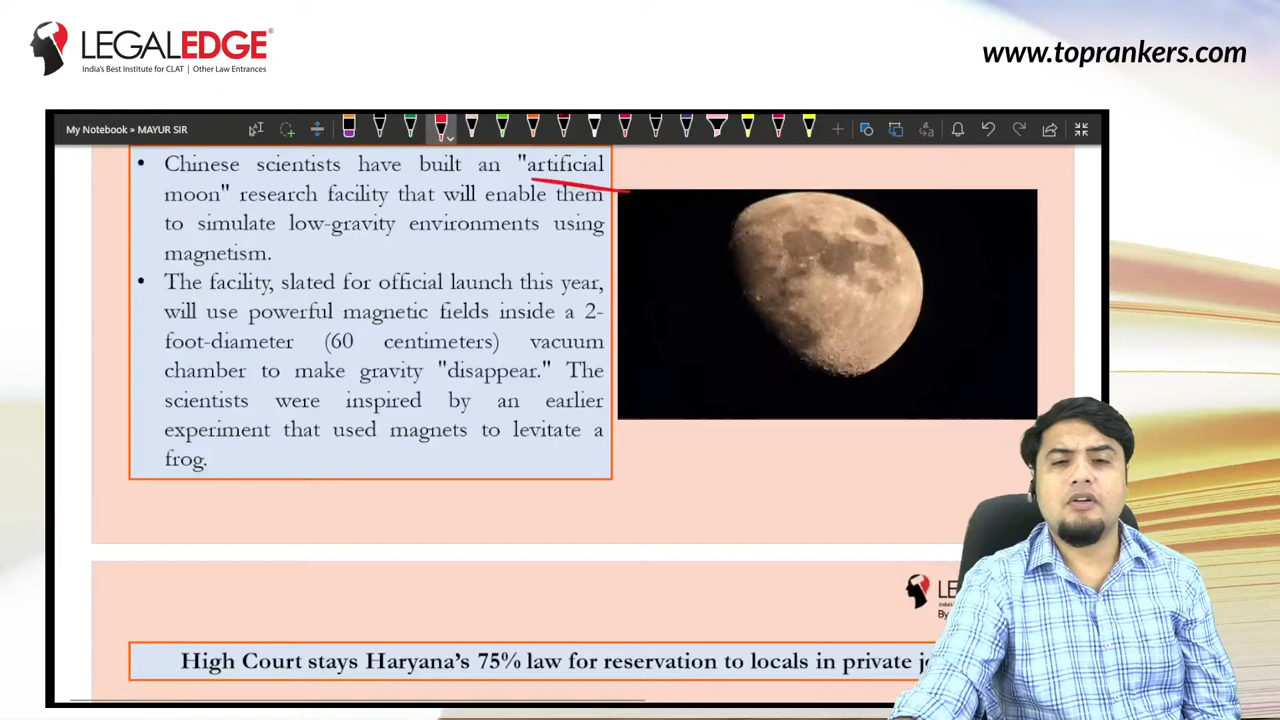 LEGALEDGE
India's Best Institute for CLAT | Other Law Entrances
www.toprankers.com
My Notebook » MAYUR SIR
• Chinese scientists have built an "artificial
moon" research facility that will enable them
to simulate low-gravity environments using
magnetism.
• The facility, slated for official launch this year,
will use powerful magnetic fields inside a 2-
foot-diameter (60 centimeters) vacuum
chamber to make gravity "disappear." The
scientists were inspired by an earlier
experiment that used magnets to levitate a
frog.
LE
By
High Court stays Haryana's 75% law for reservation to locals in private